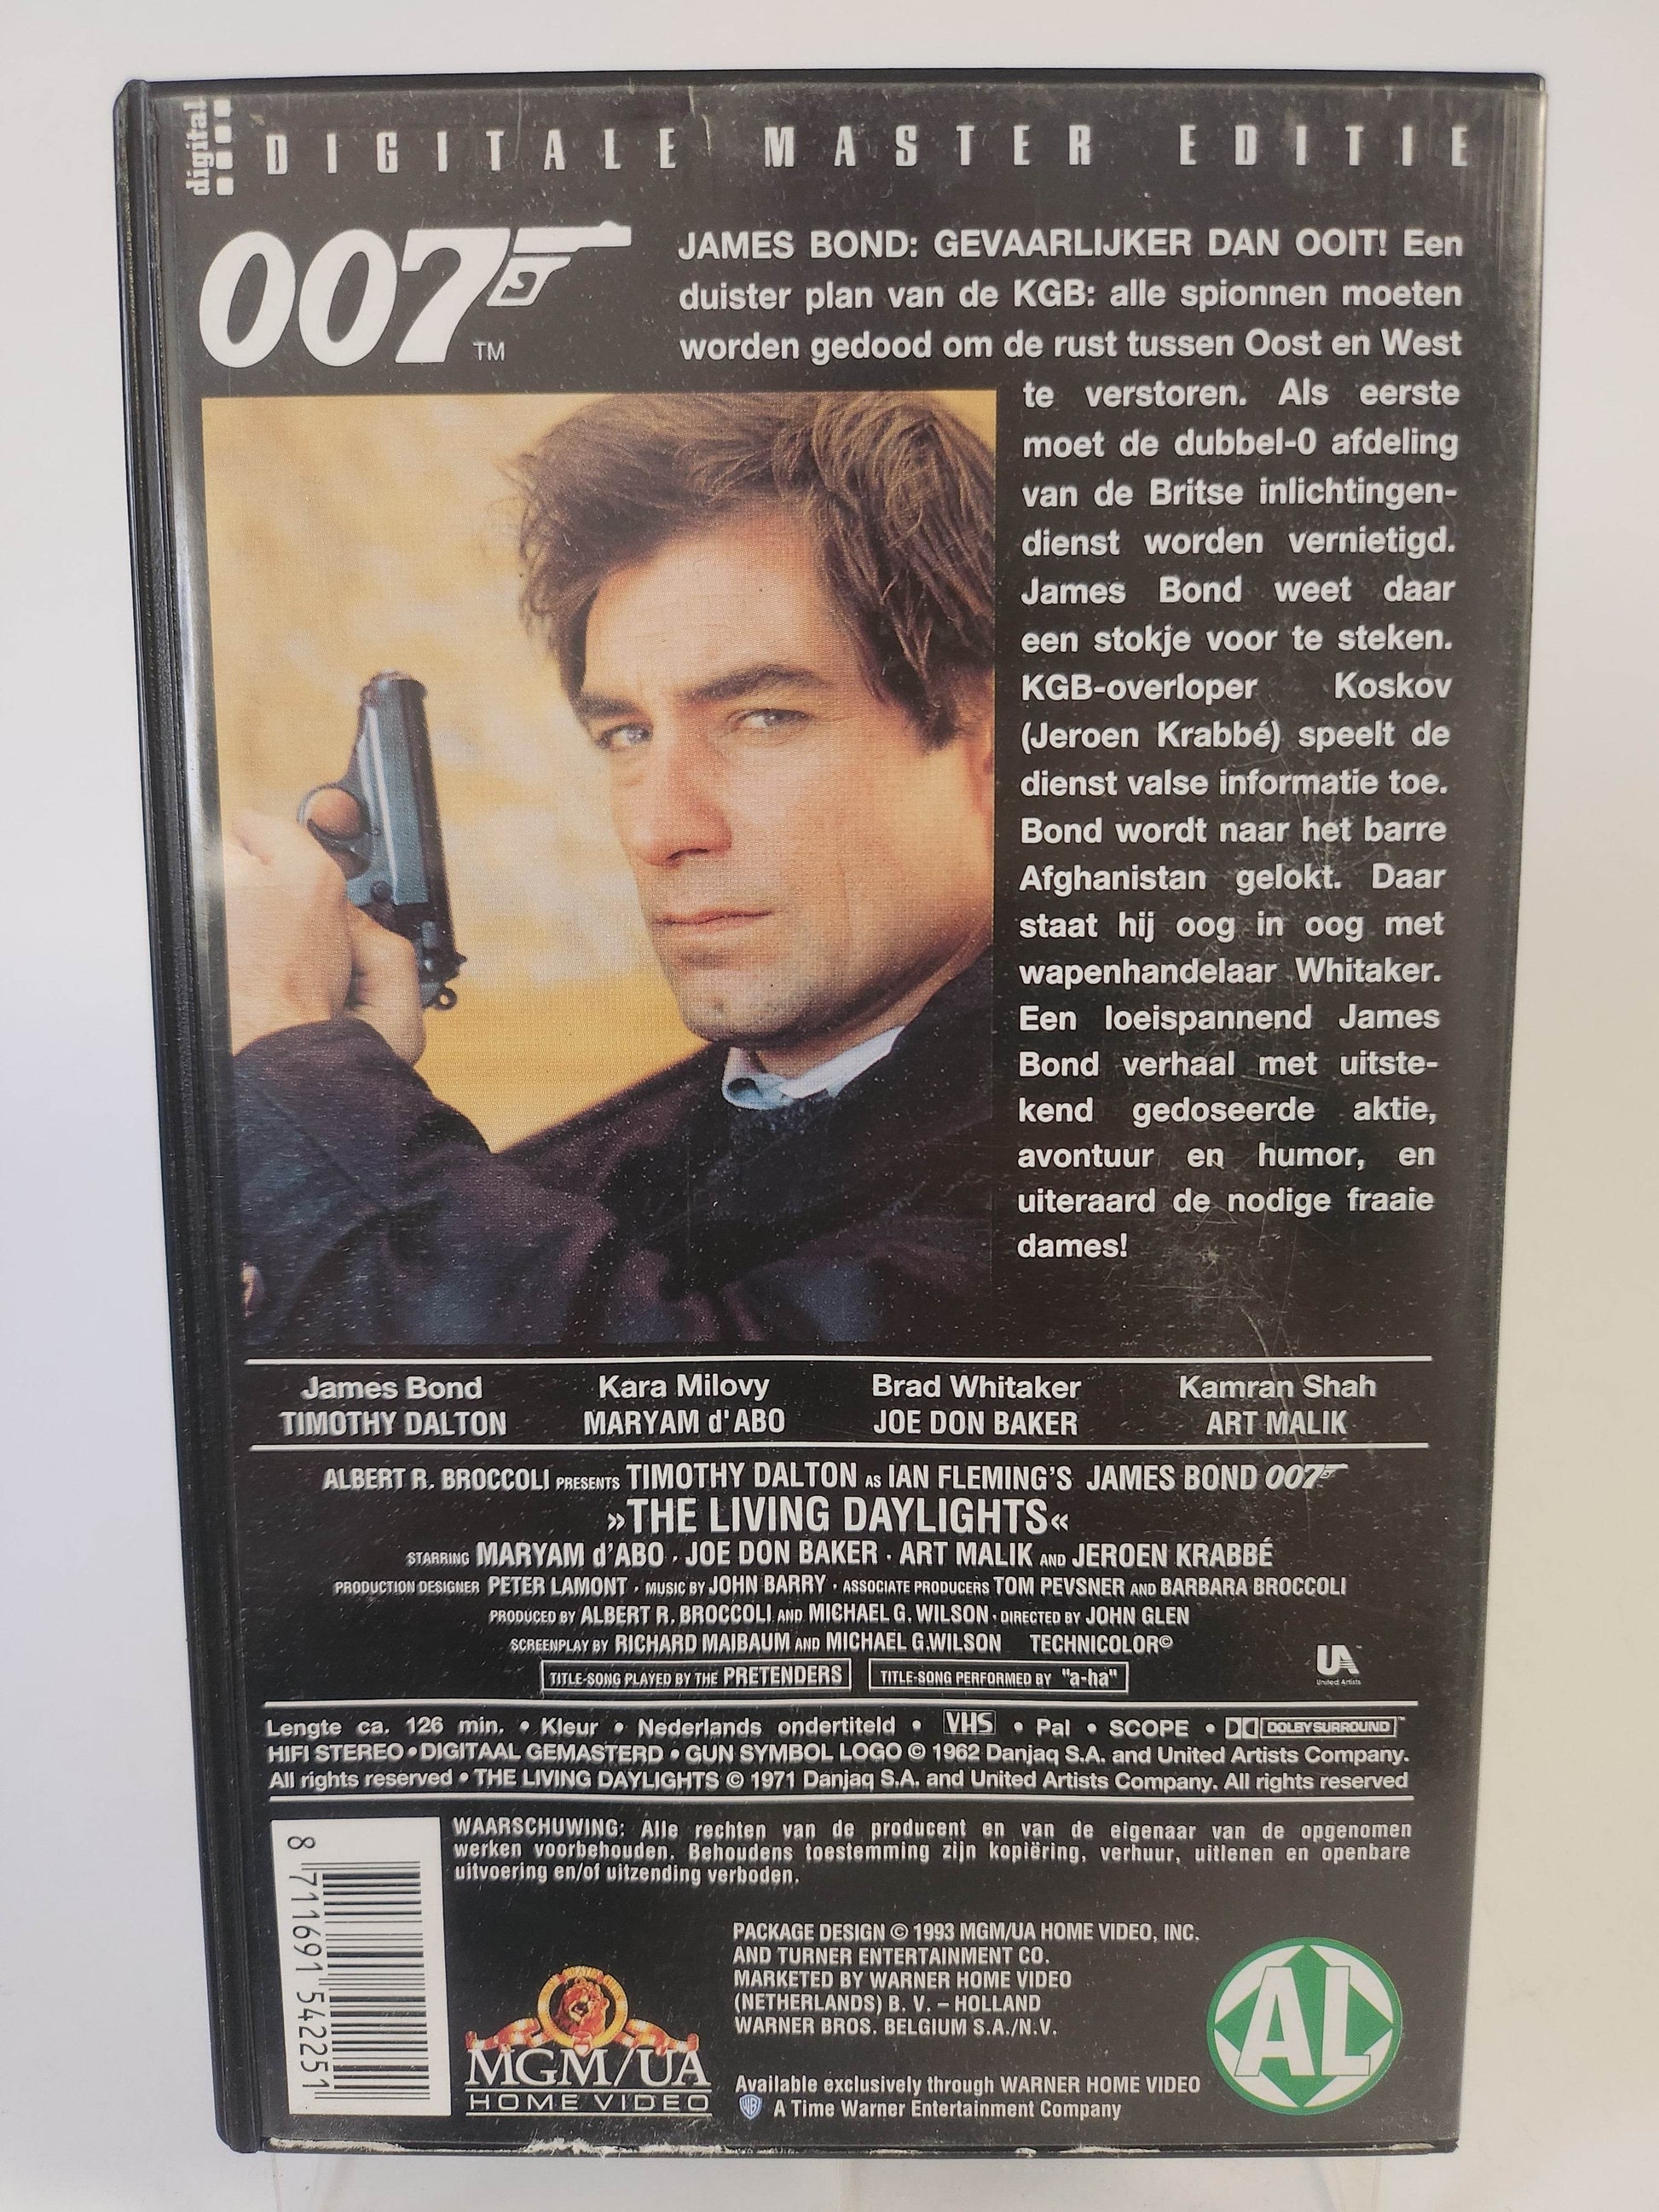 digital
DIGITALE MASTER EDITIE
007 TM
JAMES BOND: GEVAARLIJKER DAN OOIT! Een
duister plan van de KGB: alle spionnen moeten
worden gedood om de rust tussen Oost en West
te verstoren. Als eerste
moet de dubbel-0 afdeling
van de Britse inlichtingen-
dienst worden vernietigd.
James Bond weet daar
een stokje voor te steken.
KGB-overloper Koskov
(Jeroen Krabbé) speelt de
dienst valse informatie toe.
Bond wordt naar het barre
Afghanistan gelokt. Daar
staat hij oog in oog met
wapenhandelaar Whitaker.
Een loeispannend James
Bond verhaal met uitste-
kend gedoseerde aktie,
avontuur en humor, en
uiteraard de nodige fraaie
dames!
James Bond Kara Milovy Brad Whitaker Kamran Shah
TIMOTHY DALTON MARYAM d'ABO JOE DON BAKER ART MALIK
ALBERT R. BROCCOLI PRESENTS TIMOTHY DALTON AS IAN FLEMING'S JAMES BOND 007
»THE LIVING DAYLIGHTS«
STARRING MARYAM d'ABO · JOE DON BAKER · ART MALIK AND JEROEN KRABBÉ
PRODUCTION DESIGNER PETER LAMONT · MUSIC BY JOHN BARRY · ASSOCIATE PRODUCERS TOM PEVSNER AND BARBARA BROCCOLI
PRODUCED BY ALBERT R. BROCCOLI AND MICHAEL G. WILSON · DIRECTED BY JOHN GLEN
SCREENPLAY BY RICHARD MAIBAUM AND MICHAEL G.WILSON TECHNICOLOR©
TITLE-SONG PLAYED BY THE PRETENDERS TITLE-SONG PERFORMED BY "a-ha"
UA
United Artists
Lengte ca. 126 min. • Kleur • Nederlands ondertiteld • VHS • Pal • SCOPE • DOLBY SURROUND™
HIFI STEREO • DIGITAAL GEMASTERD • GUN SYMBOL LOGO © 1962 Danjaq S.A. and United Artists Company.
All rights reserved • THE LIVING DAYLIGHTS © 1971 Danjaq S.A. and United Artists Company. All rights reserved
WAARSCHUWING: Alle rechten van de producent en van de eigenaar van de opgenomen
werken voorbehouden. Behoudens toestemming zijn kopiëring, verhuur, uitlenen en openbare
uitvoering en/of uitzending verboden.
8 711691 542251
PACKAGE DESIGN © 1993 MGM/UA HOME VIDEO, INC.
AND TURNER ENTERTAINMENT CO.
MARKETED BY WARNER HOME VIDEO
(NETHERLANDS) B. V. – HOLLAND
WARNER BROS. BELGIUM S.A./N.V.
MGM/UA
HOME VIDEO
Available exclusively through WARNER HOME VIDEO
WB A Time Warner Entertainment Company
AL